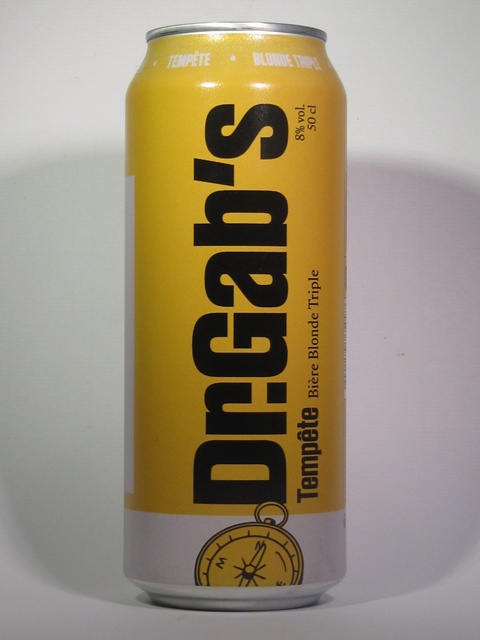 TEMPÊTE • BLONDE TRIPLE
Dr.Gab's
8% vol.
50 cl
Tempête Bière Blonde Triple
N
W